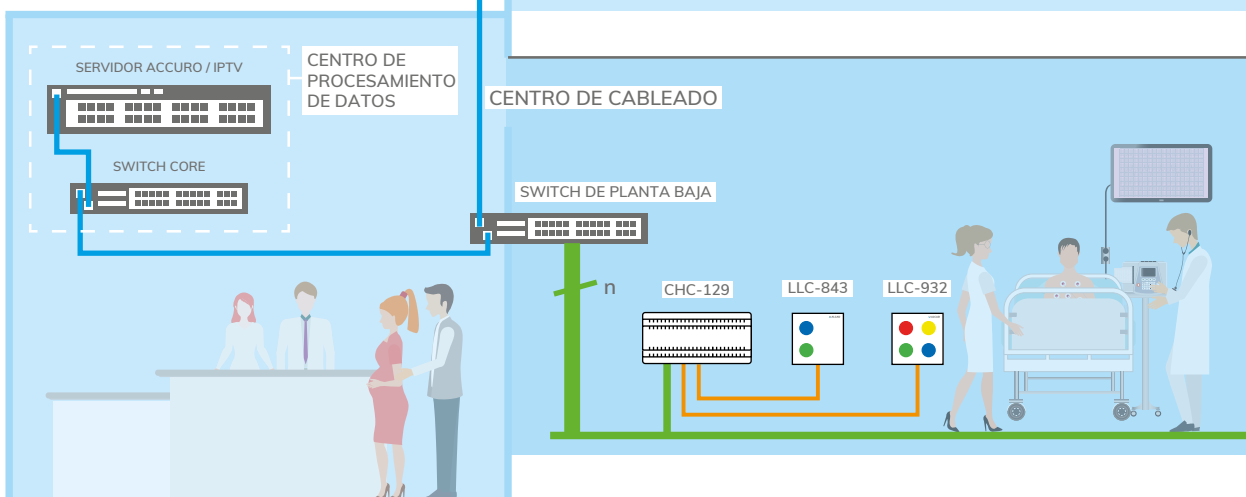 SERVIDOR ACCURO / IPTV
CENTRO DE
PROCESAMIENTO
DE DATOS
CENTRO DE CABLEADO
SWITCH CORE
SWITCH DE PLANTA BAJA
n
CHC-129
LLC-843
LLC-932